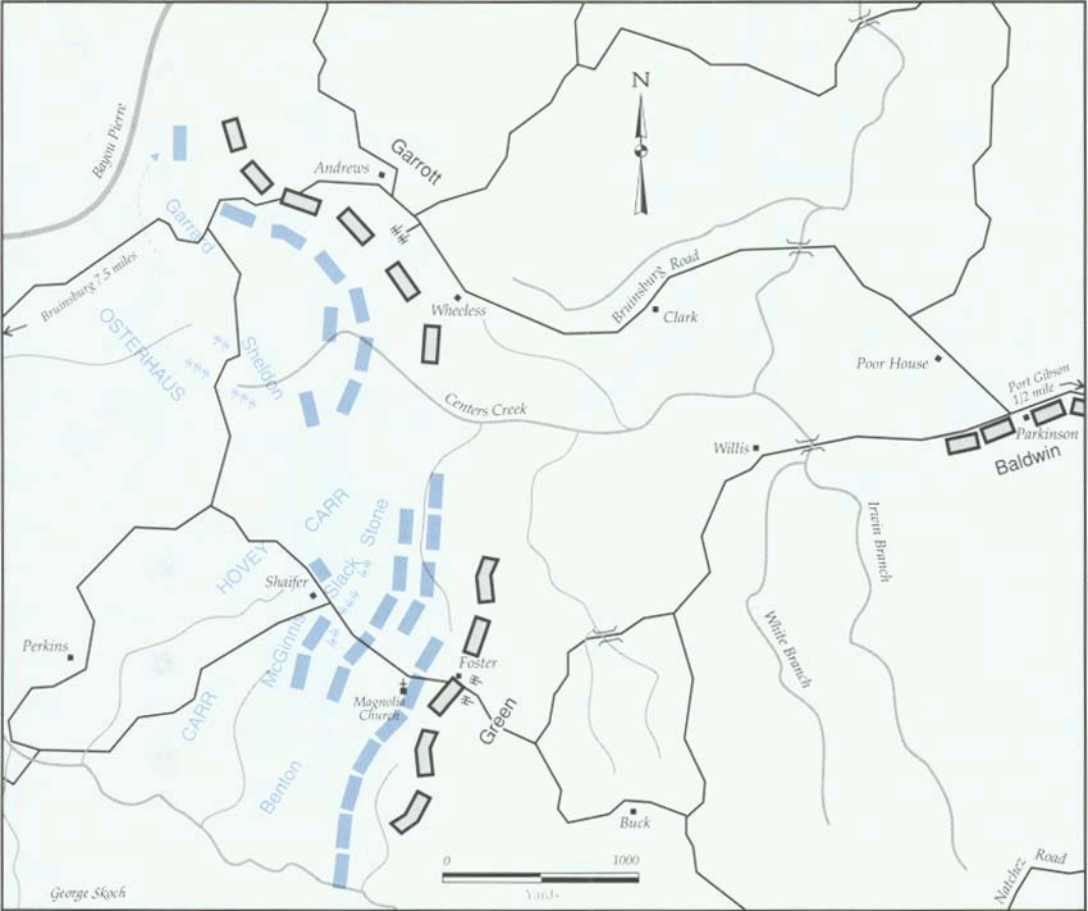 N
Bayou Pierre
Andrews
Garrott
Garrard
Bruinsburg 7.5 miles
Wheeless
Bruinsburg Road
Clark
OSTERHAUS
Sheldon
Poor House
Port Gibson
1/2 mile
Centers Creek
Willis
Parkinson
Baldwin
CARR
Stone
HOVEY
Slack
Shaifer
Irwin Branch
McGinnis
White Branch
Perkins
Foster
CARR
Magnolia
Church
Green
Benton
Buck
0
1000
Yards
George Skoch
Natchez Road